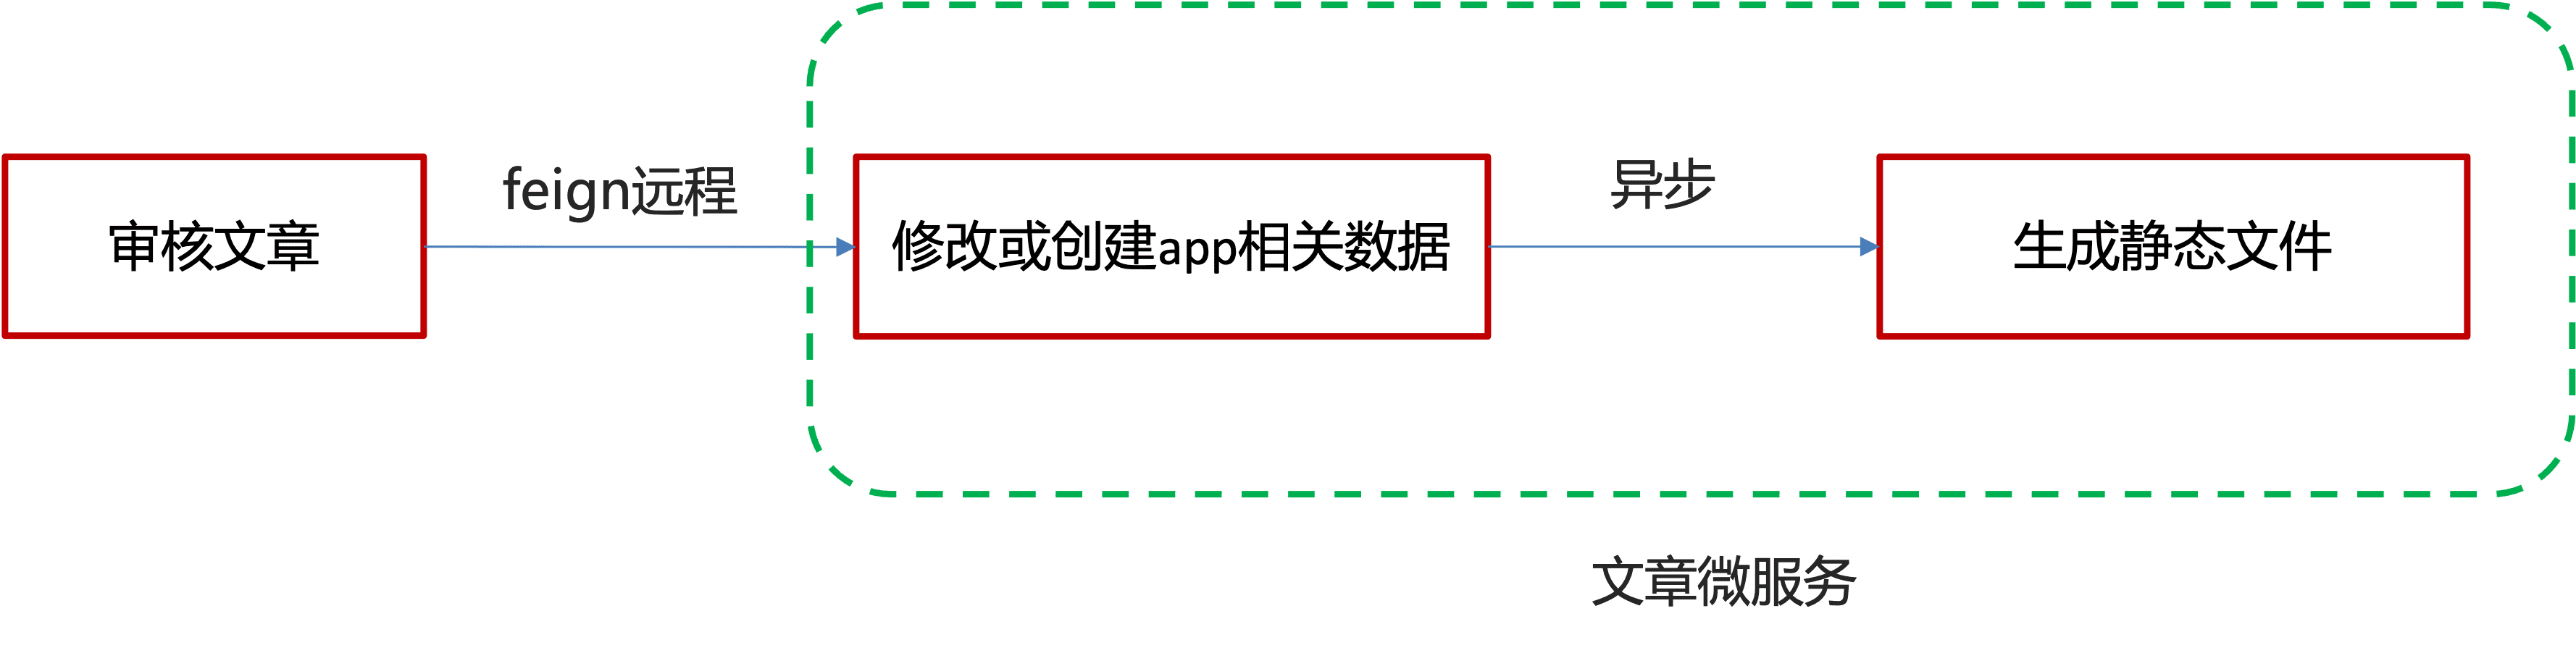 审核文章
feign远程
修改或创建app相关数据
异步
生成静态文件
文章微服务